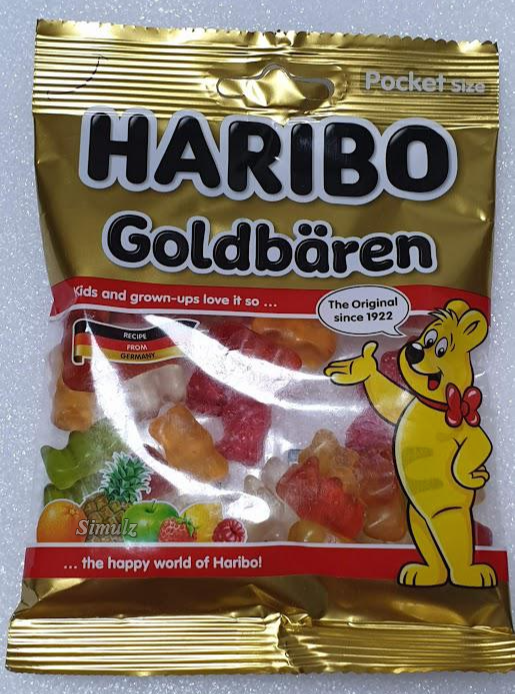 Pocket Size
HARIBO
Goldbären
Kids and grown-ups love it so ...
The Original
since 1922
RECIPE
FROM
GERMANY
Simulz
... the happy world of Haribo!